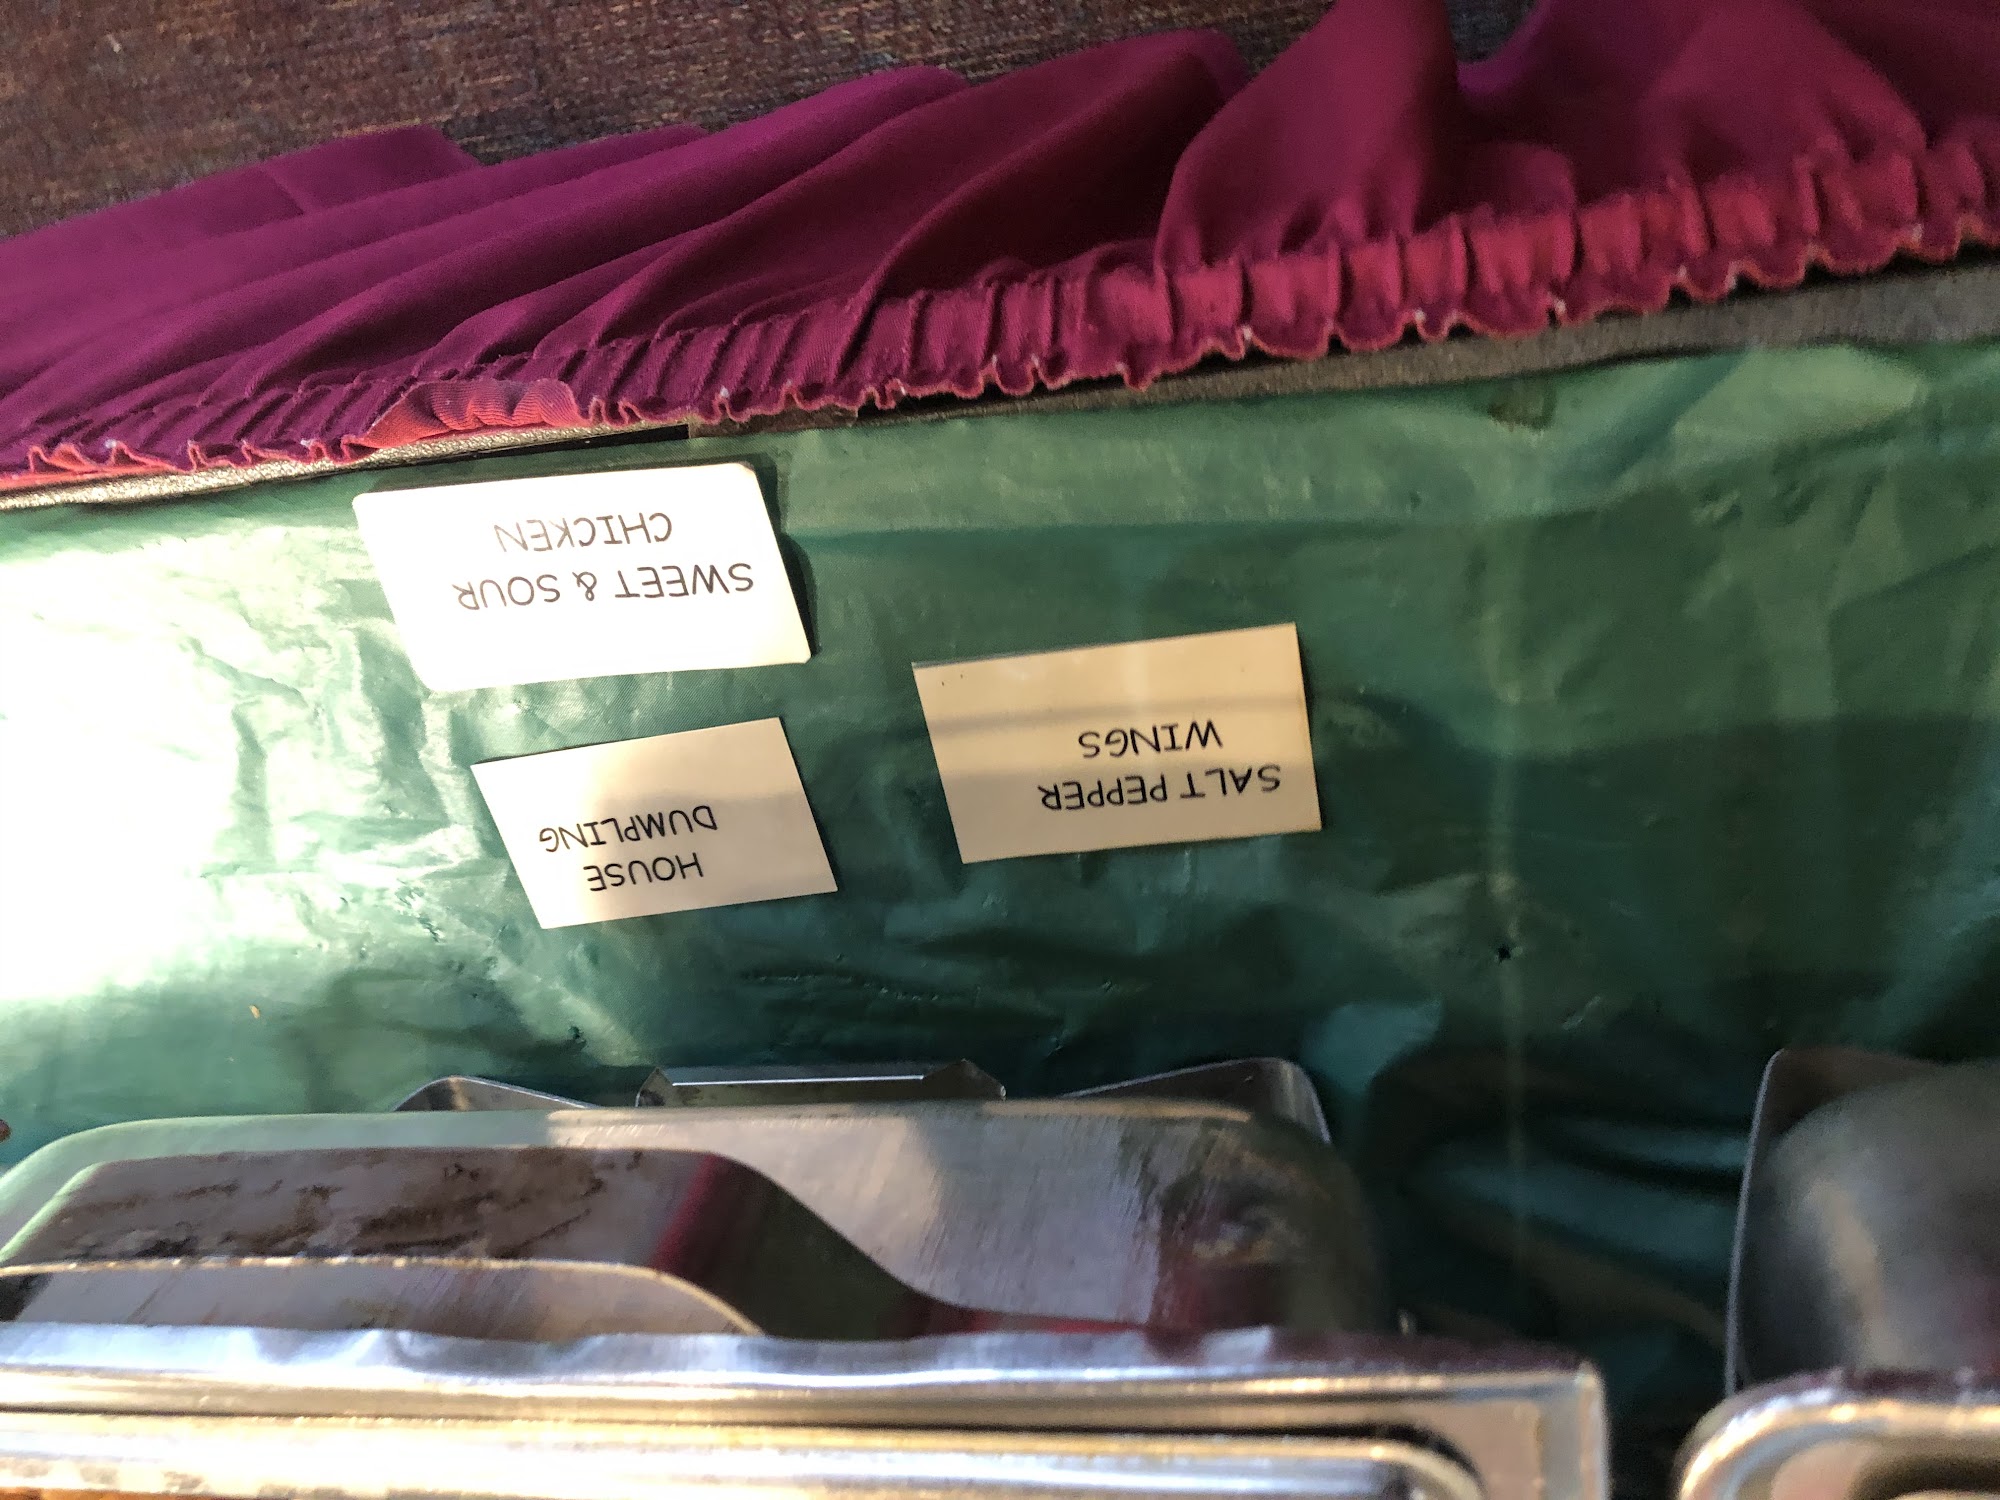 SWEET & SOUR
CHICKEN
HOUSE
DUMPLING
SALT PEPPER
WINGS